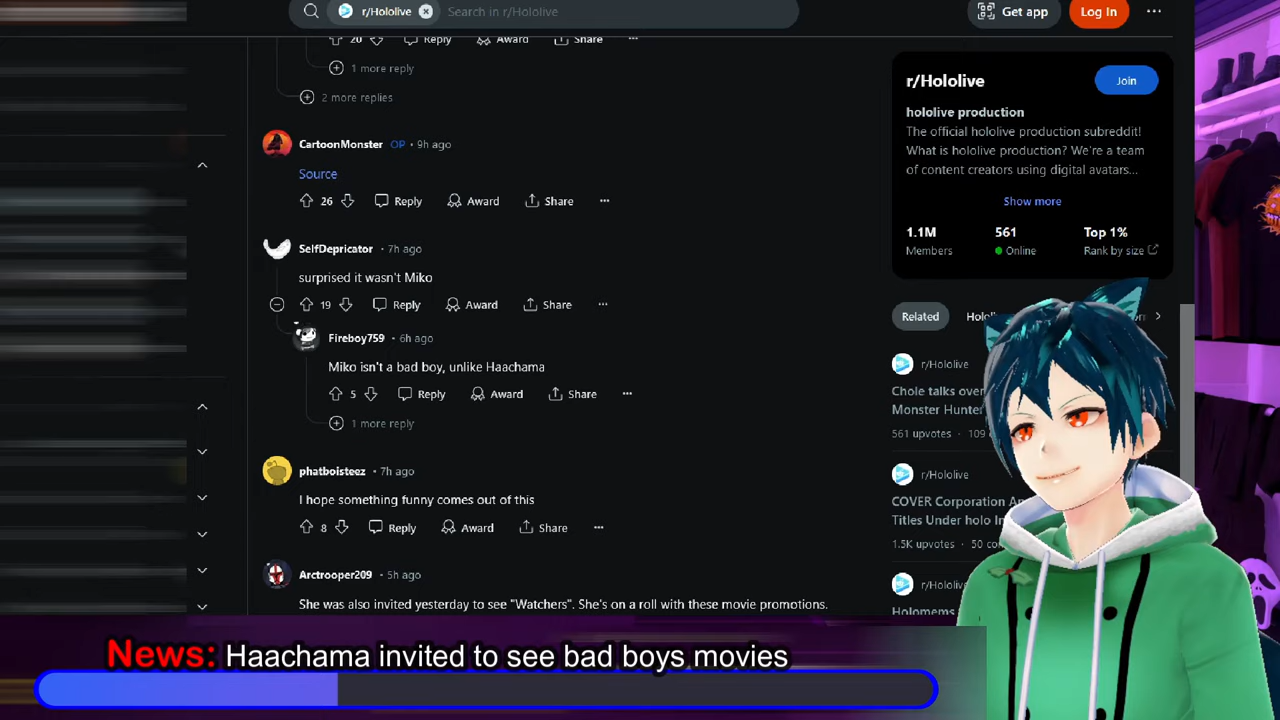 r/Hololive
Search in r/Hololive
Get app
Log In
20
Reply
Award
Share
1 more reply
2 more replies
CartoonMonster OP • 9h ago
Source
26
Reply
Award
Share
SelfDepricator • 7h ago
surprised it wasn't Miko
19
Reply
Award
Share
Fireboy759 • 6h ago
Miko isn't a bad boy, unlike Haachama
5
Reply
Award
Share
1 more reply
phatboisteez • 7h ago
I hope something funny comes out of this
8
Reply
Award
Share
Arctrooper209 • 5h ago
She was also invited yesterday to see "Watchers". She's on a roll with these movie promotions.
r/Hololive
Join
hololive production
The official hololive production subreddit!
What is hololive production? We're a team
of content creators using digital avatars...
Show more
1.1M
561
Top 1%
Members
Online
Rank by size
Related
r/Hololive
Chole talks over
Monster Hunter
561 upvotes • 109
r/Hololive
COVER Corporation
Titles Under holo
1.5K upvotes • 50
r/Hololive
Holomems
News: Haachama invited to see bad boys movies